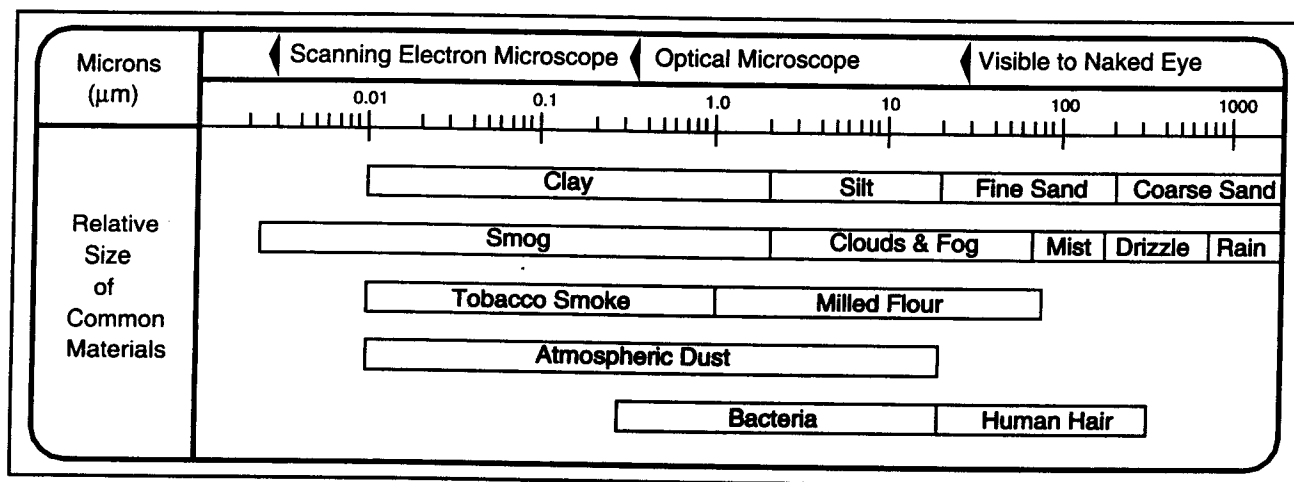 Microns
(μm)
Scanning Electron Microscope
Optical Microscope
Visible to Naked Eye
0.01 0.1 1.0 10 100 1000
Relative
Size
of
Common
Materials
Clay Silt Fine Sand Coarse Sand
Smog Clouds & Fog Mist Drizzle Rain
Tobacco Smoke Milled Flour
Atmospheric Dust
Bacteria Human Hair